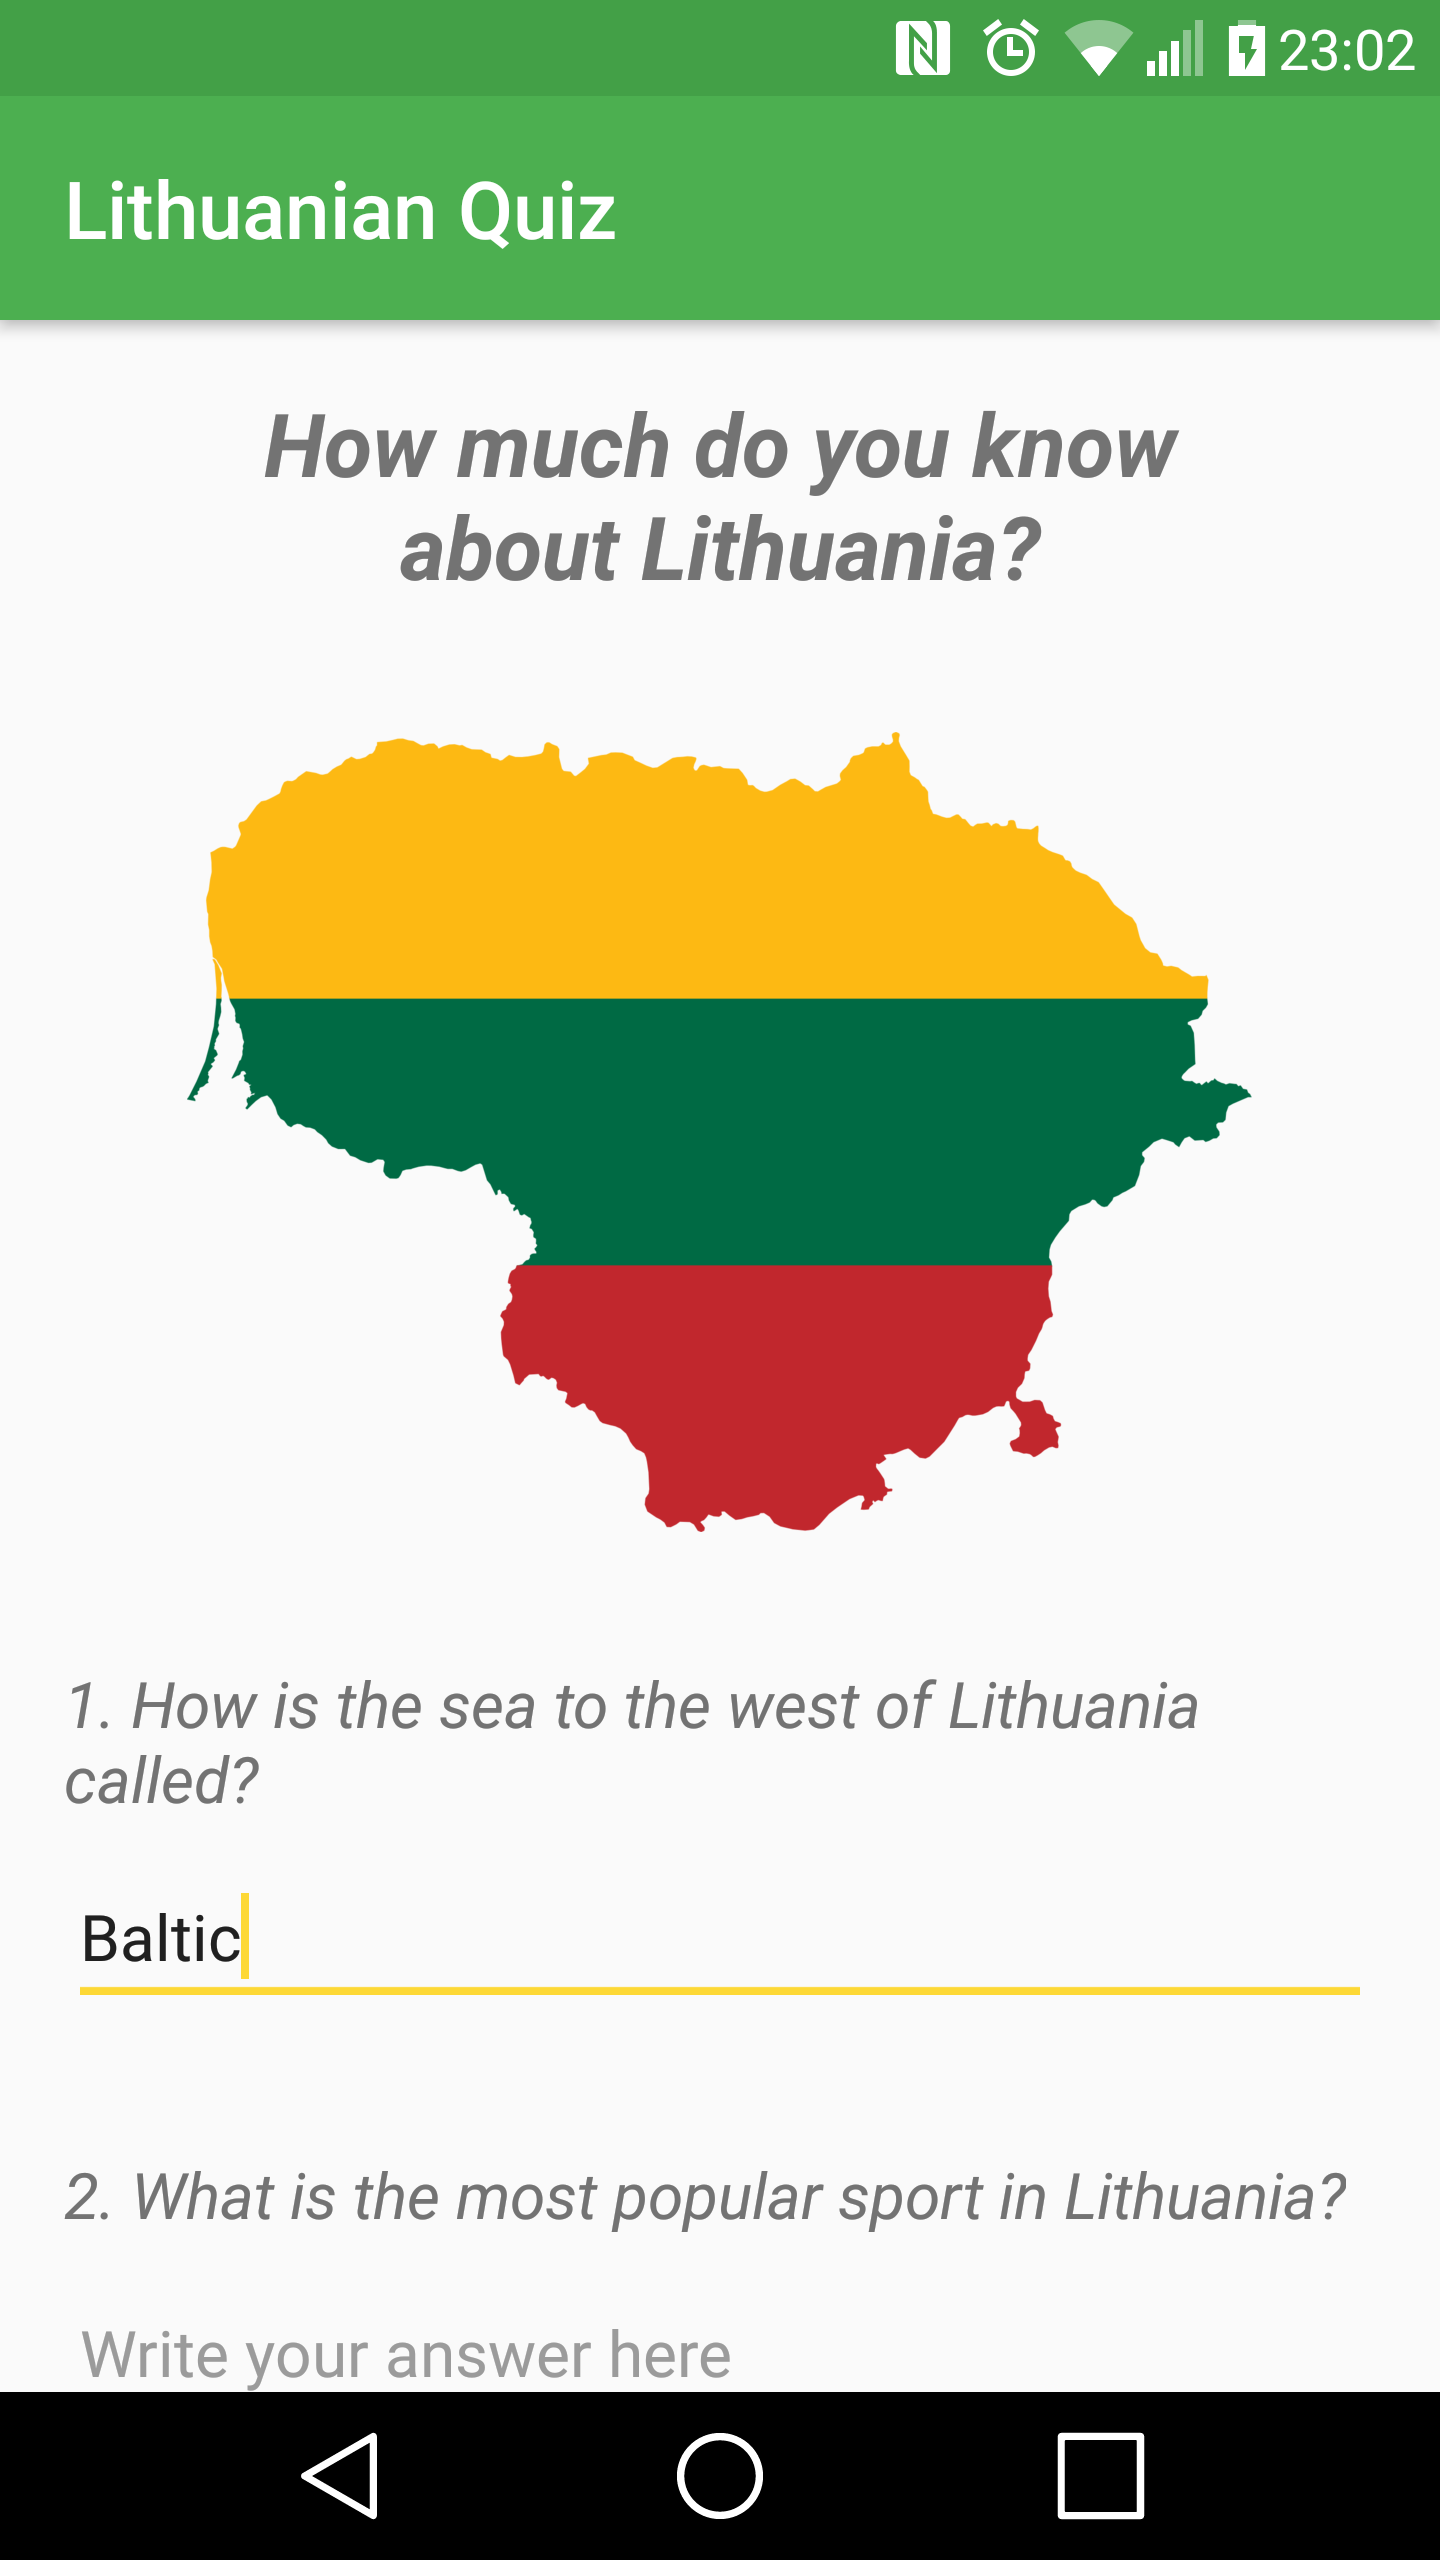 23:02
Lithuanian Quiz
How much do you know
about Lithuania?
1. How is the sea to the west of Lithuania
called?
Baltic
2. What is the most popular sport in Lithuania?
Write your answer here